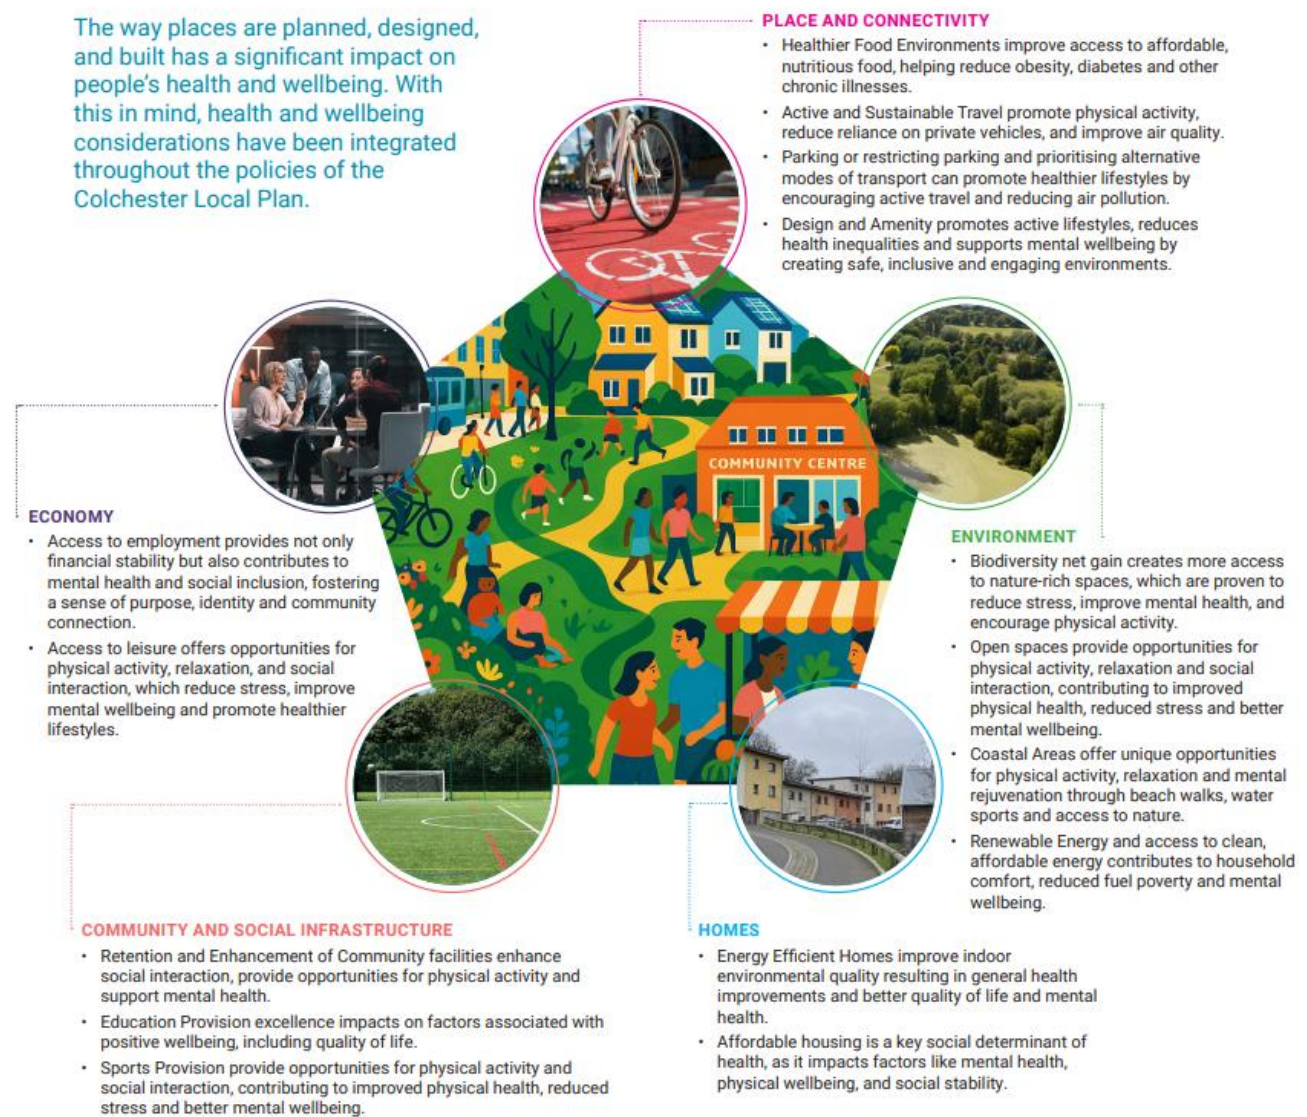 The way places are planned, designed,
and built has a significant impact on
people's health and wellbeing. With
this in mind, health and wellbeing
considerations have been integrated
throughout the policies of the
Colchester Local Plan.
PLACE AND CONNECTIVITY
• Healthier Food Environments improve access to affordable,
nutritious food, helping reduce obesity, diabetes and other
chronic illnesses.
• Active and Sustainable Travel promote physical activity,
reduce reliance on private vehicles, and improve air quality.
• Parking or restricting parking and prioritising alternative
modes of transport can promote healthier lifestyles by
encouraging active travel and reducing air pollution.
• Design and Amenity promotes active lifestyles, reduces
health inequalities and supports mental wellbeing by
creating safe, inclusive and engaging environments.
COMMUNITY CENTRE
ECONOMY
• Access to employment provides not only
financial stability but also contributes to
mental health and social inclusion, fostering
a sense of purpose, identity and community
connection.
• Access to leisure offers opportunities for
physical activity, relaxation, and social
interaction, which reduce stress, improve
mental wellbeing and promote healthier
lifestyles.
ENVIRONMENT
• Biodiversity net gain creates more access
to nature-rich spaces, which are proven to
reduce stress, improve mental health, and
encourage physical activity.
• Open spaces provide opportunities for
physical activity, relaxation and social
interaction, contributing to improved
physical health, reduced stress and better
mental wellbeing.
• Coastal Areas offer unique opportunities
for physical activity, relaxation and mental
rejuvenation through beach walks, water
sports and access to nature.
• Renewable Energy and access to clean,
affordable energy contributes to household
comfort, reduced fuel poverty and mental
wellbeing.
COMMUNITY AND SOCIAL INFRASTRUCTURE
• Retention and Enhancement of Community facilities enhance
social interaction, provide opportunities for physical activity and
support mental health.
• Education Provision excellence impacts on factors associated with
positive wellbeing, including quality of life.
• Sports Provision provide opportunities for physical activity and
social interaction, contributing to improved physical health, reduced
stress and better mental wellbeing.
HOMES
• Energy Efficient Homes improve indoor
environmental quality resulting in general health
improvements and better quality of life and mental
health.
• Affordable housing is a key social determinant of
health, as it impacts factors like mental health,
physical wellbeing, and social stability.